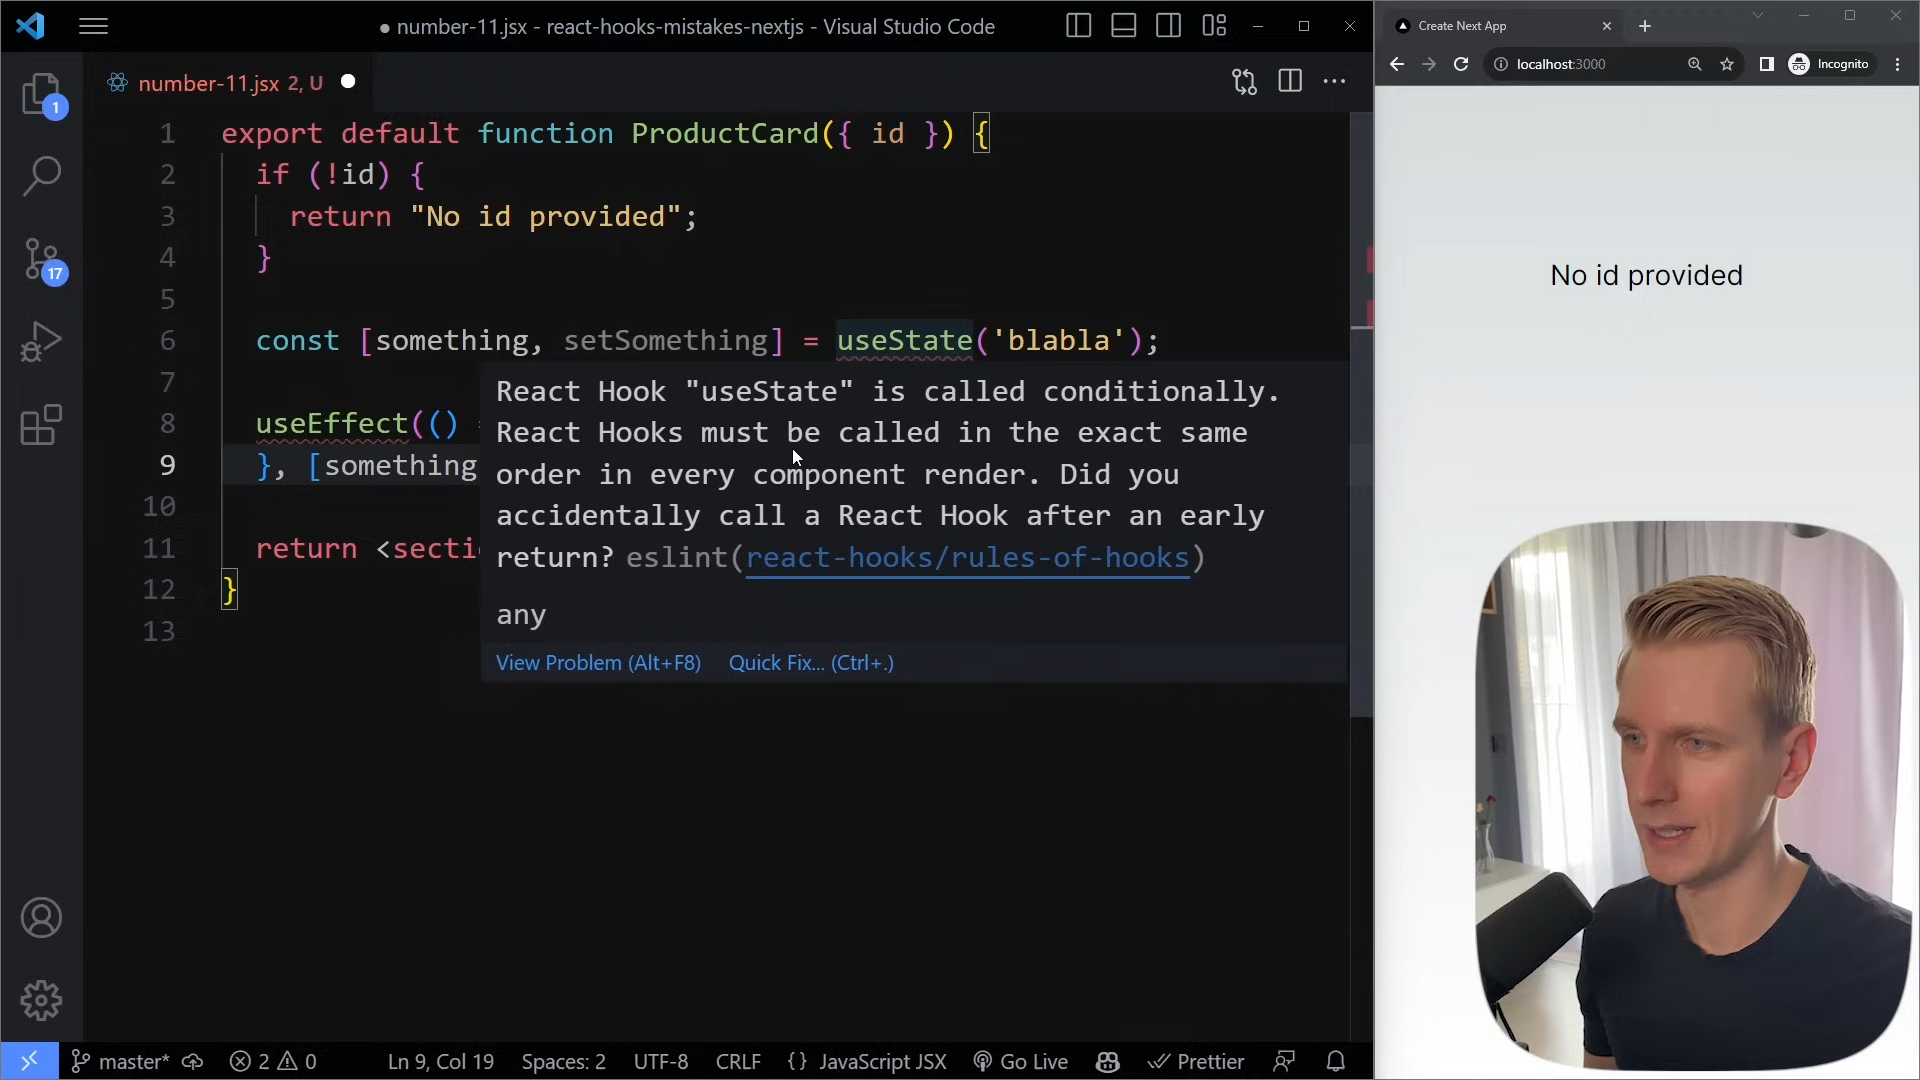 ● number-11.jsx - react-hooks-mistakes-nextjs - Visual Studio Code
number-11.jsx 2, U
1
17
1 export default function ProductCard({ id }) {
2 if (!id) {
3 return "No id provided";
4 }
5
6 const [something, setSomething] = useState('blabla');
7
8 useEffect(()
9 }, [something
10
11 return <secti
12 }
13
React Hook "useState" is called conditionally.
React Hooks must be called in the exact same
order in every component render. Did you
accidentally call a React Hook after an early
return? eslint(react-hooks/rules-of-hooks)
any
View Problem (Alt+F8) Quick Fix... (Ctrl+.)
master* 2 0 Ln 9, Col 19 Spaces: 2 UTF-8 CRLF {} JavaScript JSX Go Live Prettier
Create Next App
localhost:3000
Incognito
No id provided